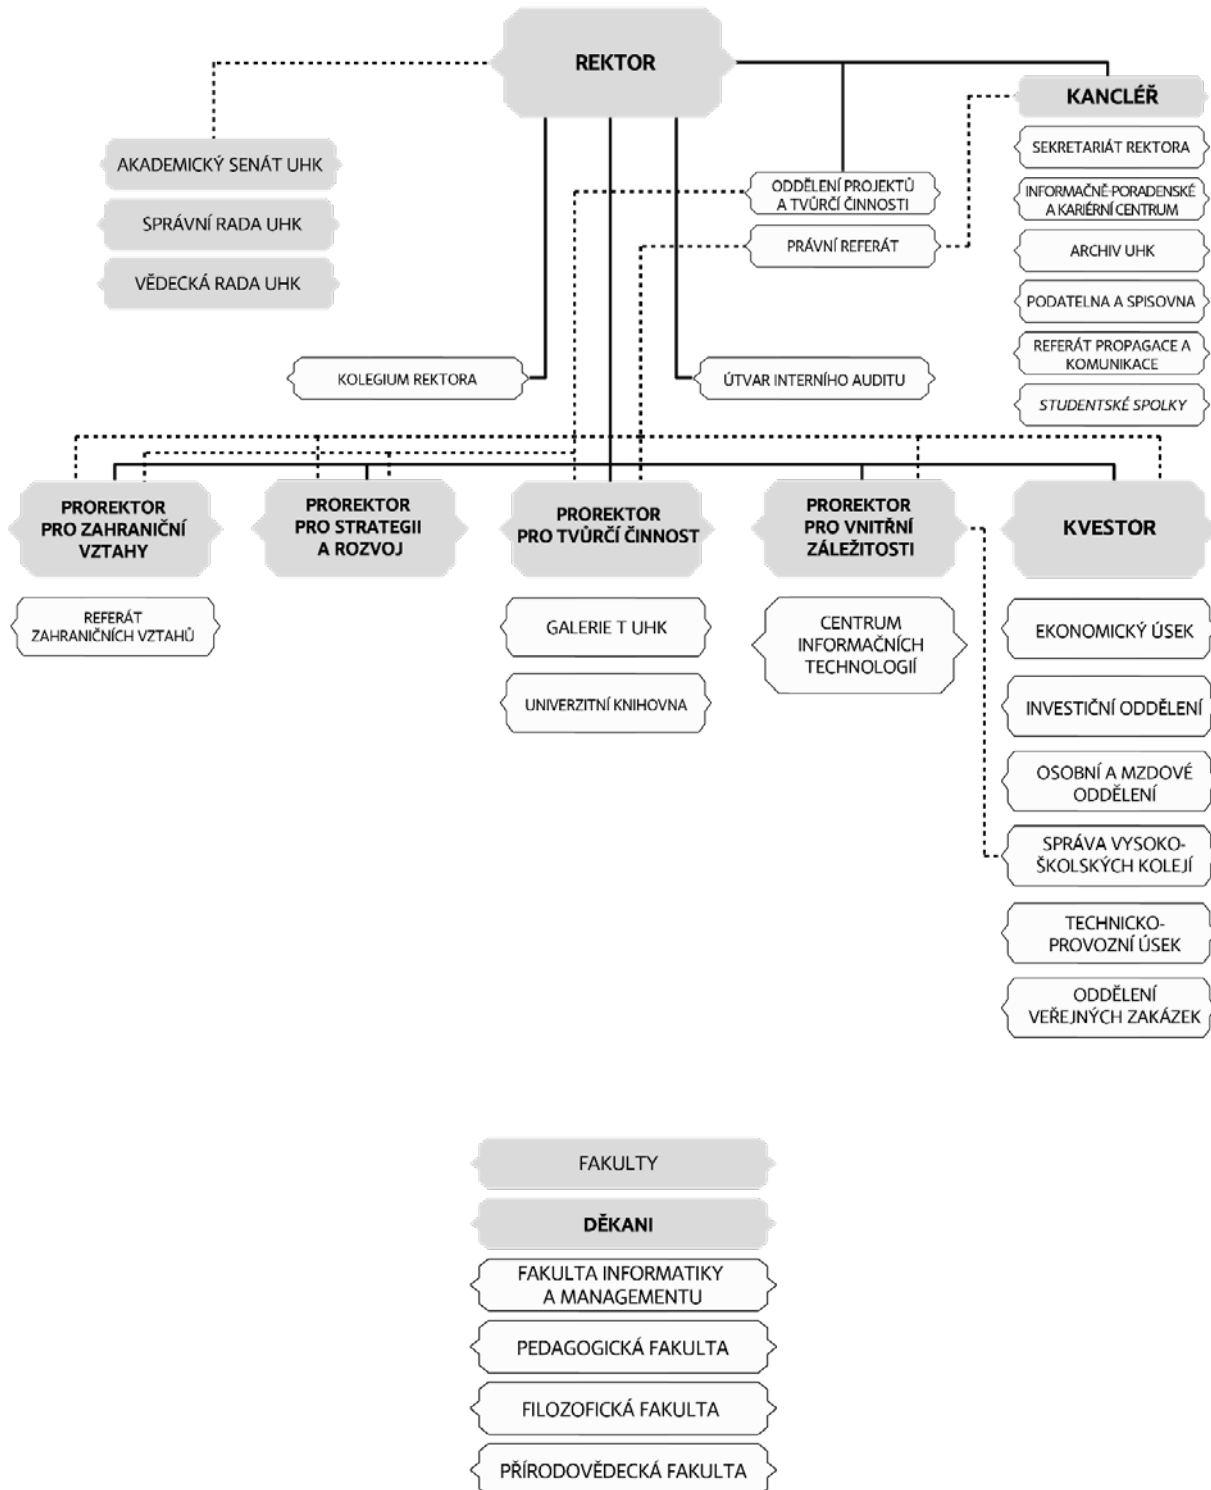 REKTOR
KANCLÉŘ
SEKRETARIÁT REKTORA
INFORMAČNĚ-PORADENSKÉ
A KARIÉRNÍ CENTRUM
ARCHIV UHK
PODATELNA A SPISOVNA
REFERÁT PROPAGACE A
KOMUNIKACE
STUDENTSKÉ SPOLKY
AKADEMICKÝ SENÁT UHK
SPRÁVNÍ RADA UHK
VĚDECKÁ RADA UHK
ODDĚLENÍ PROJEKTŮ
A TVŮRČÍ ČINNOSTI
PRÁVNÍ REFERÁT
KOLEGIUM REKTORA
ÚTVAR INTERNÍHO AUDITU
PROREKTOR
PRO ZAHRANIČNÍ
VZTAHY
REFERÁT
ZAHRANIČNÍCH VZTAHŮ
PROREKTOR
PRO STRATEGII
A ROZVOJ
PROREKTOR
PRO TVŮRČÍ ČINNOST
GALERIE T UHK
UNIVERZITNÍ KNIHOVNA
PROREKTOR
PRO VNITŘNÍ
ZÁLEŽITOSTI
CENTRUM
INFORMAČNÍCH
TECHNOLOGIÍ
KVESTOR
EKONOMICKÝ ÚSEK
INVESTIČNÍ ODDĚLENÍ
OSOBNÍ A MZDOVÉ
ODDĚLENÍ
SPRÁVA VYSOKO-
ŠKOLSKÝCH KOLEJÍ
TECHNICKO-
PROVOZNÍ ÚSEK
ODDĚLENÍ
VEŘEJNÝCH ZAKÁZEK
FAKULTY
DĚKANI
FAKULTA INFORMATIKY
A MANAGEMENTU
PEDAGOGICKÁ FAKULTA
FILOZOFICKÁ FAKULTA
PŘÍRODOVĚDECKÁ FAKULTA